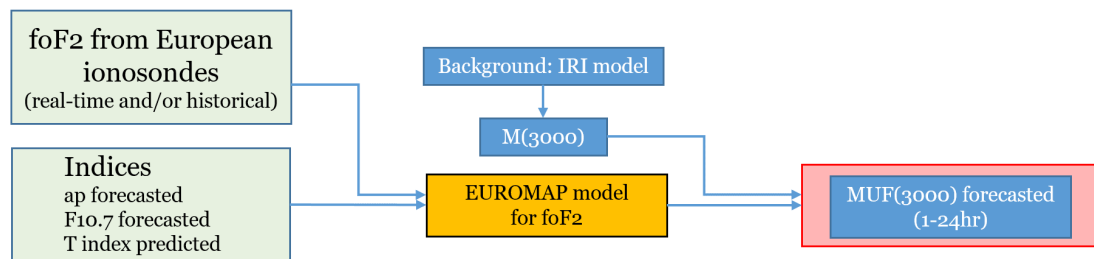 foF2 from European
ionosondes
(real-time and/or historical)
Background: IRI model
M(3000)
Indices
ap forecasted
F10.7 forecasted
T index predicted
EUROMAP model
for foF2
MUF(3000) forecasted
(1-24hr)